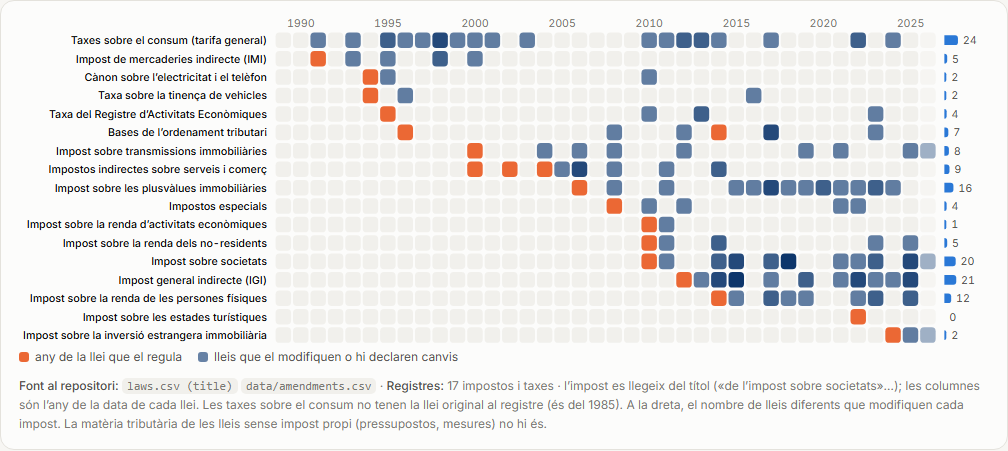 1990 1995 2000 2005 2010 2015 2020 2025
Taxes sobre el consum (tarifa general) 24
Impost de mercaderies indirecte (IMI) 5
Cànon sobre l'electricitat i el telèfon 2
Taxa sobre la tinença de vehicles 2
Taxa del Registre d'Activitats Econòmiques 4
Bases de l'ordenament tributari 7
Impost sobre transmissions immobiliàries 8
Impostos indirectes sobre serveis i comerç 9
Impost sobre les plusvàlues immobiliàries 16
Impostos especials 4
Impost sobre la renda d'activitats econòmiques 1
Impost sobre la renda dels no-residents 5
Impost sobre societats 20
Impost general indirecte (IGI) 21
Impost sobre la renda de les persones físiques 12
Impost sobre les estades turístiques 0
Impost sobre la inversió estrangera immobiliària 2
any de la llei que el regula lleis que el modifiquen o hi declaren canvis
Font al repositori: laws.csv (title) data/amendments.csv · Registres: 17 impostos i taxes · l'impost es llegeix del títol («de l'impost sobre societats»...); les columnes
són l'any de la data de cada llei. Les taxes sobre el consum no tenen la llei original al registre (és del 1985). A la dreta, el nombre de lleis diferents que modifiquen cada
impost. La matèria tributària de les lleis sense impost propi (pressupostos, mesures) no hi és.